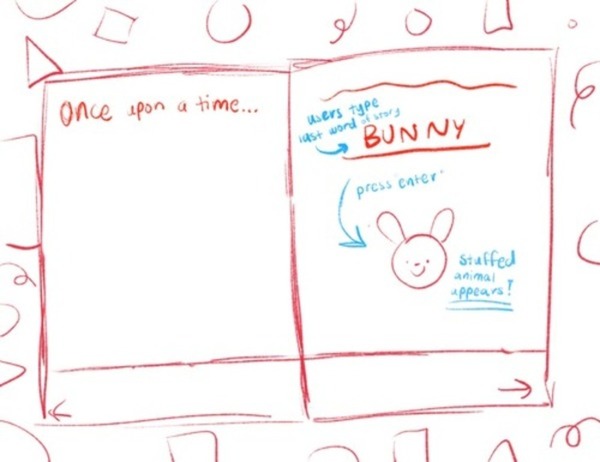 Once upon a time...
users type
last word of story
BUNNY
press "enter"
stuffed
animal
appears!